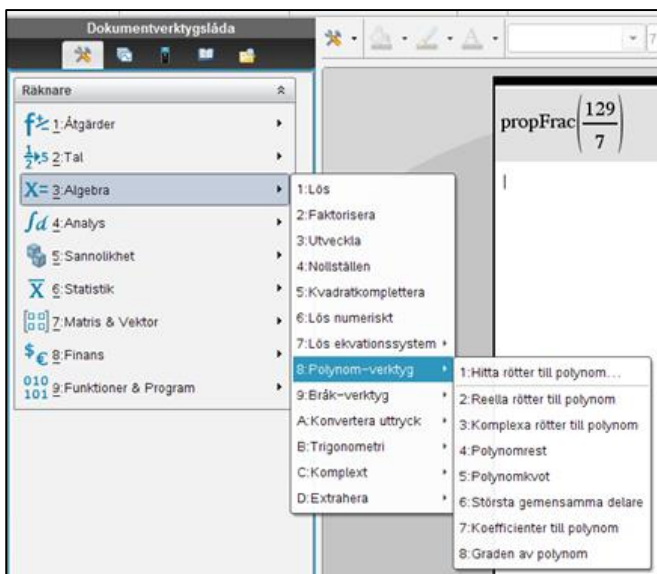 Dokumentverktygslåda
Räknare
1:Åtgärder
2:Tal
3:Algebra
4:Analys
5:Sannolikhet
6:Statistik
7:Matris & Vektor
8:Finans
9:Funktioner & Program
1:Lös
2:Faktorisera
3:Utveckla
4:Nollställen
5:Kvadratkomplettera
6:Lös numeriskt
7:Lös ekvationssystem
8:Polynom-verktyg
9:Bråk-verktyg
A:Konvertera uttryck
B:Trigonometri
C:Komplext
D:Extrahera
1:Hitta rötter till polynom...
2:Reella rötter till polynom
3:Komplexa rötter till polynom
4:Polynomrest
5:Polynomkvot
6:Största gemensamma delare
7:Koefficienter till polynom
8:Graden av polynom
propFrac(129/7)